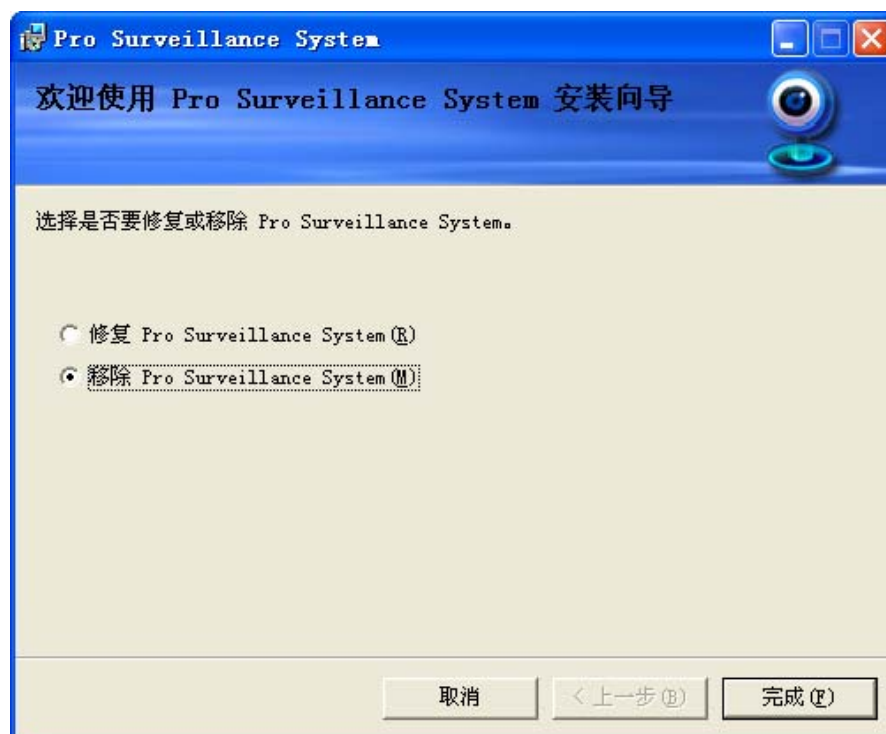 Pro Surveillance System
欢迎使用 Pro Surveillance System 安装向导
选择是否要修复或移除 Pro Surveillance System。
修复 Pro Surveillance System(R)
移除 Pro Surveillance System(M)
取消
< 上一步(B)
完成(F)